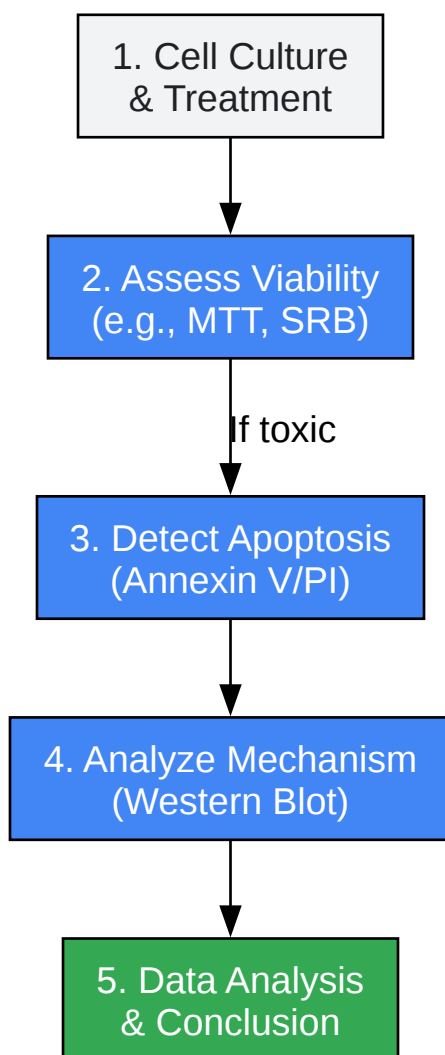 1. Cell Culture
& Treatment
2. Assess Viability
(e.g., MTT, SRB)
If toxic
3. Detect Apoptosis
(Annexin V/PI)
4. Analyze Mechanism
(Western Blot)
5. Data Analysis
& Conclusion